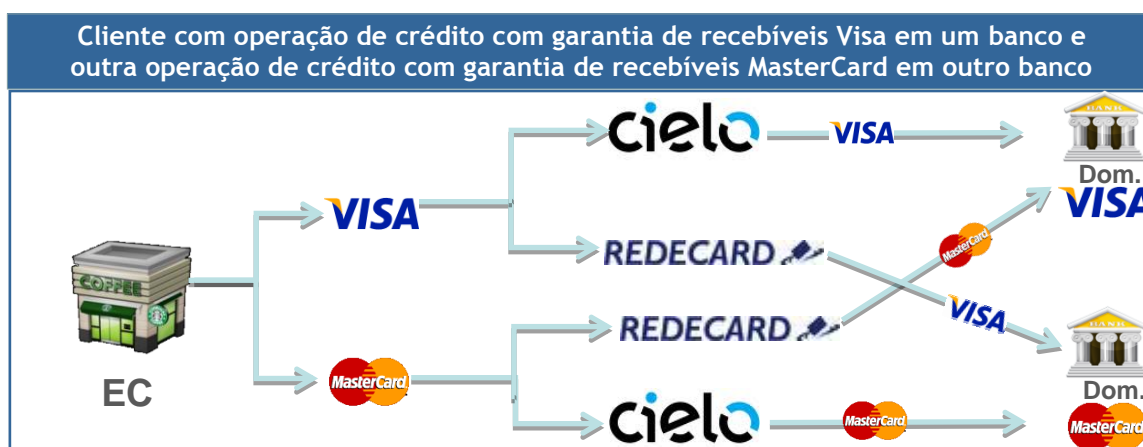 Cliente com operação de crédito com garantia de recebíveis Visa em um banco e
outra operação de crédito com garantia de recebíveis MasterCard em outro banco
cielo
VISA
BANK
Dom.
VISA
VISA
MasterCard
REDECARD
COFFEE
VISA
REDECARD
BANK
EC
MasterCard
Dom.
cielo
MasterCard
MasterCard